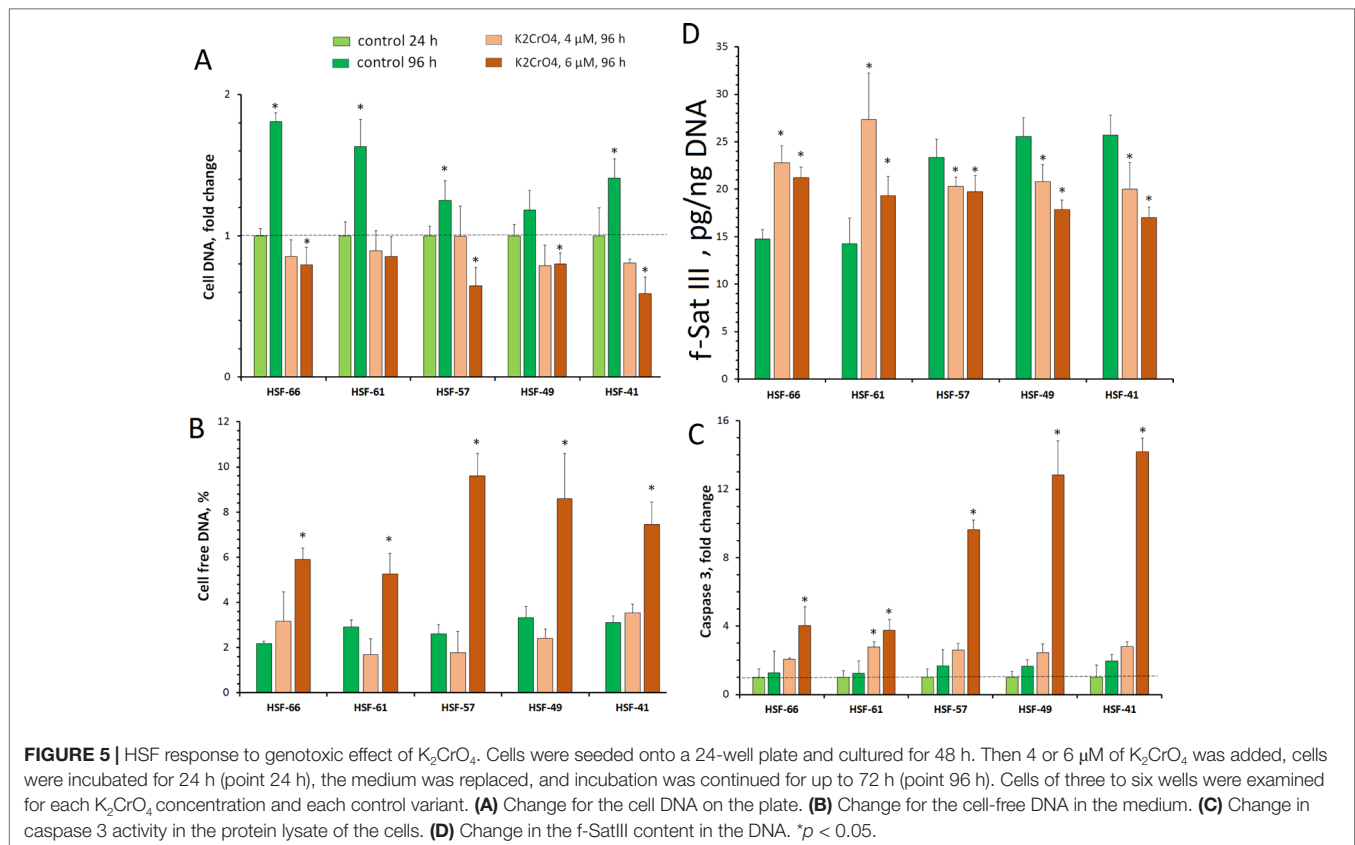 control 24 h
K2CrO4, 4 µM, 96 h
control 96 h
K2CrO4, 6 µM, 96 h
A
Cell DNA, fold change
2
1
0
*
*
*
*
*
*
*
*
HSF-66 HSF-61 HSF-57 HSF-49 HSF-41
D
f-Sat III , pg/ng DNA
35
30
25
20
15
10
5
0
*
*
*
*
*
*
*
*
*
*
HSF-66 HSF-61 HSF-57 HSF-49 HSF-41
B
Cell free DNA, %
12
10
8
6
4
2
0
*
*
*
*
*
HSF-66 HSF-61 HSF-57 HSF-49 HSF-41
C
Caspase 3, fold change
16
12
8
4
2
0
*
*
*
*
*
*
HSF-66 HSF-61 HSF-57 HSF-49 HSF-41
FIGURE 5 | HSF response to genotoxic effect of K₂CrO₄. Cells were seeded onto a 24-well plate and cultured for 48 h. Then 4 or 6 µM of K₂CrO₄ was added, cells
were incubated for 24 h (point 24 h), the medium was replaced, and incubation was continued for up to 72 h (point 96 h). Cells of three to six wells were examined
for each K₂CrO₄ concentration and each control variant. (A) Change for the cell DNA on the plate. (B) Change for the cell-free DNA in the medium. (C) Change in
caspase 3 activity in the protein lysate of the cells. (D) Change in the f-SatIII content in the DNA. *p < 0.05.